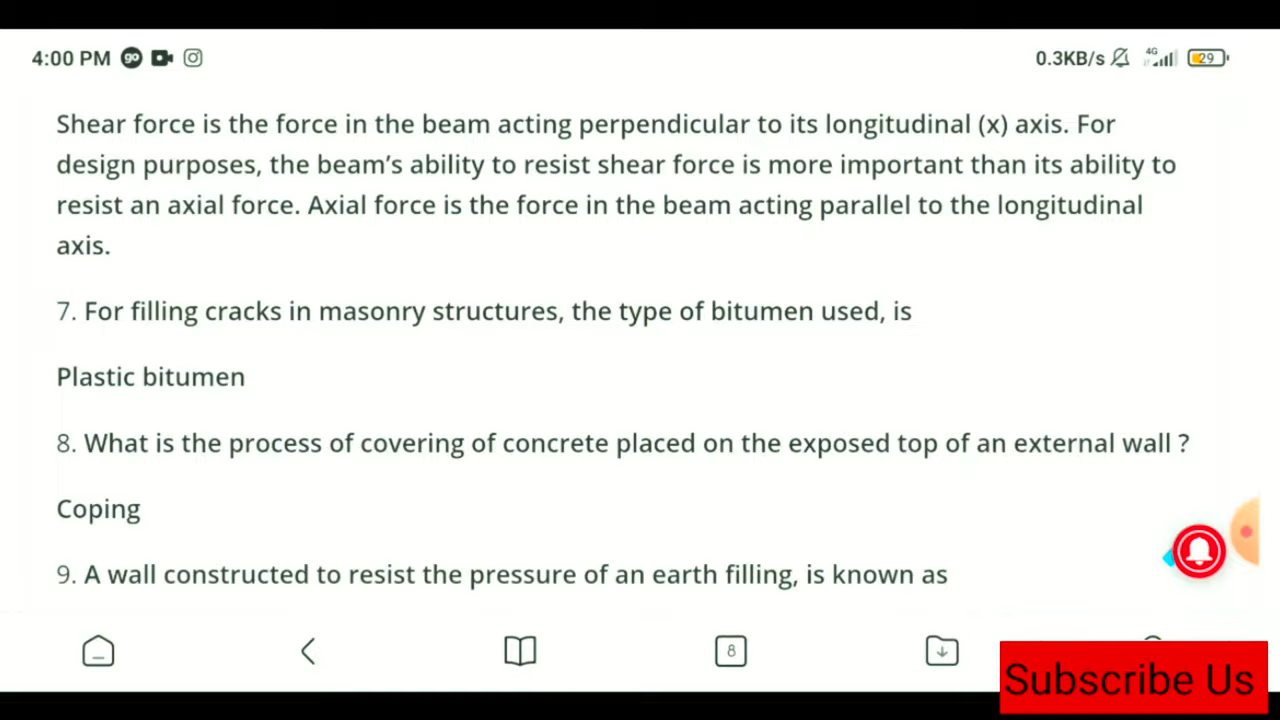 4:00 PM go
0.3KB/s 4G 29
Shear force is the force in the beam acting perpendicular to its longitudinal (x) axis. For
design purposes, the beam’s ability to resist shear force is more important than its ability to
resist an axial force. Axial force is the force in the beam acting parallel to the longitudinal
axis.
7. For filling cracks in masonry structures, the type of bitumen used, is
Plastic bitumen
8. What is the process of covering of concrete placed on the exposed top of an external wall ?
Coping
9. A wall constructed to resist the pressure of an earth filling, is known as
8
Subscribe Us